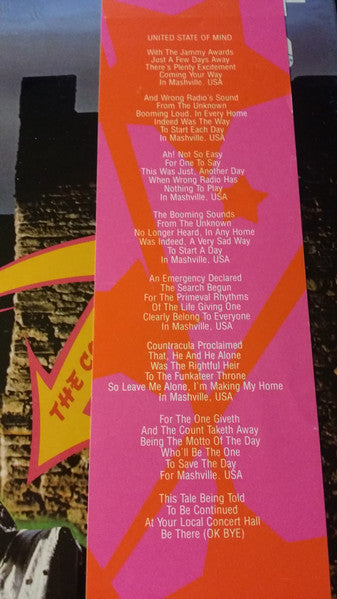 UNITED STATE OF MIND
With The Jammy Awards
Just A Few Days Away
There's Plenty Excitement
Coming Your Way
In Mashville, USA
And Wrong Radio's Sound
From The Unknown
Booming Loud, In Every Home
Indeed Was The Way
To Start Each Day
In Mashville, USA
Ah! Not So Easy
For One To Say
This Was Just, Another Day
When Wrong Radio Has
Nothing To Play
In Mashville, USA
The Booming Sounds
From The Unknown
No Longer Heard, In Any Home
Was Indeed, A Very Sad Way
To Start A Day
In Mashville, USA
An Emergency Declared
The Search Begun
For The Primeval Rhythms
Of The Life Giving One
Clearly Belong To Everyone
In Mashville, USA
Countracula Proclaimed
That, He And He Alone
Was The Rightful Heir
To The Funkateer Throne
So Leave Me Alone, I'm Making My Home
In Mashville, USA
For The One Giveth
And The Count Taketh Away
Being The Motto Of The Day
Who'll Be The One
To Save The Day
For Mashville. USA
This Tale Being Told
To Be Continued
At Your Local Concert Hall
Be There (OK BYE)
THE